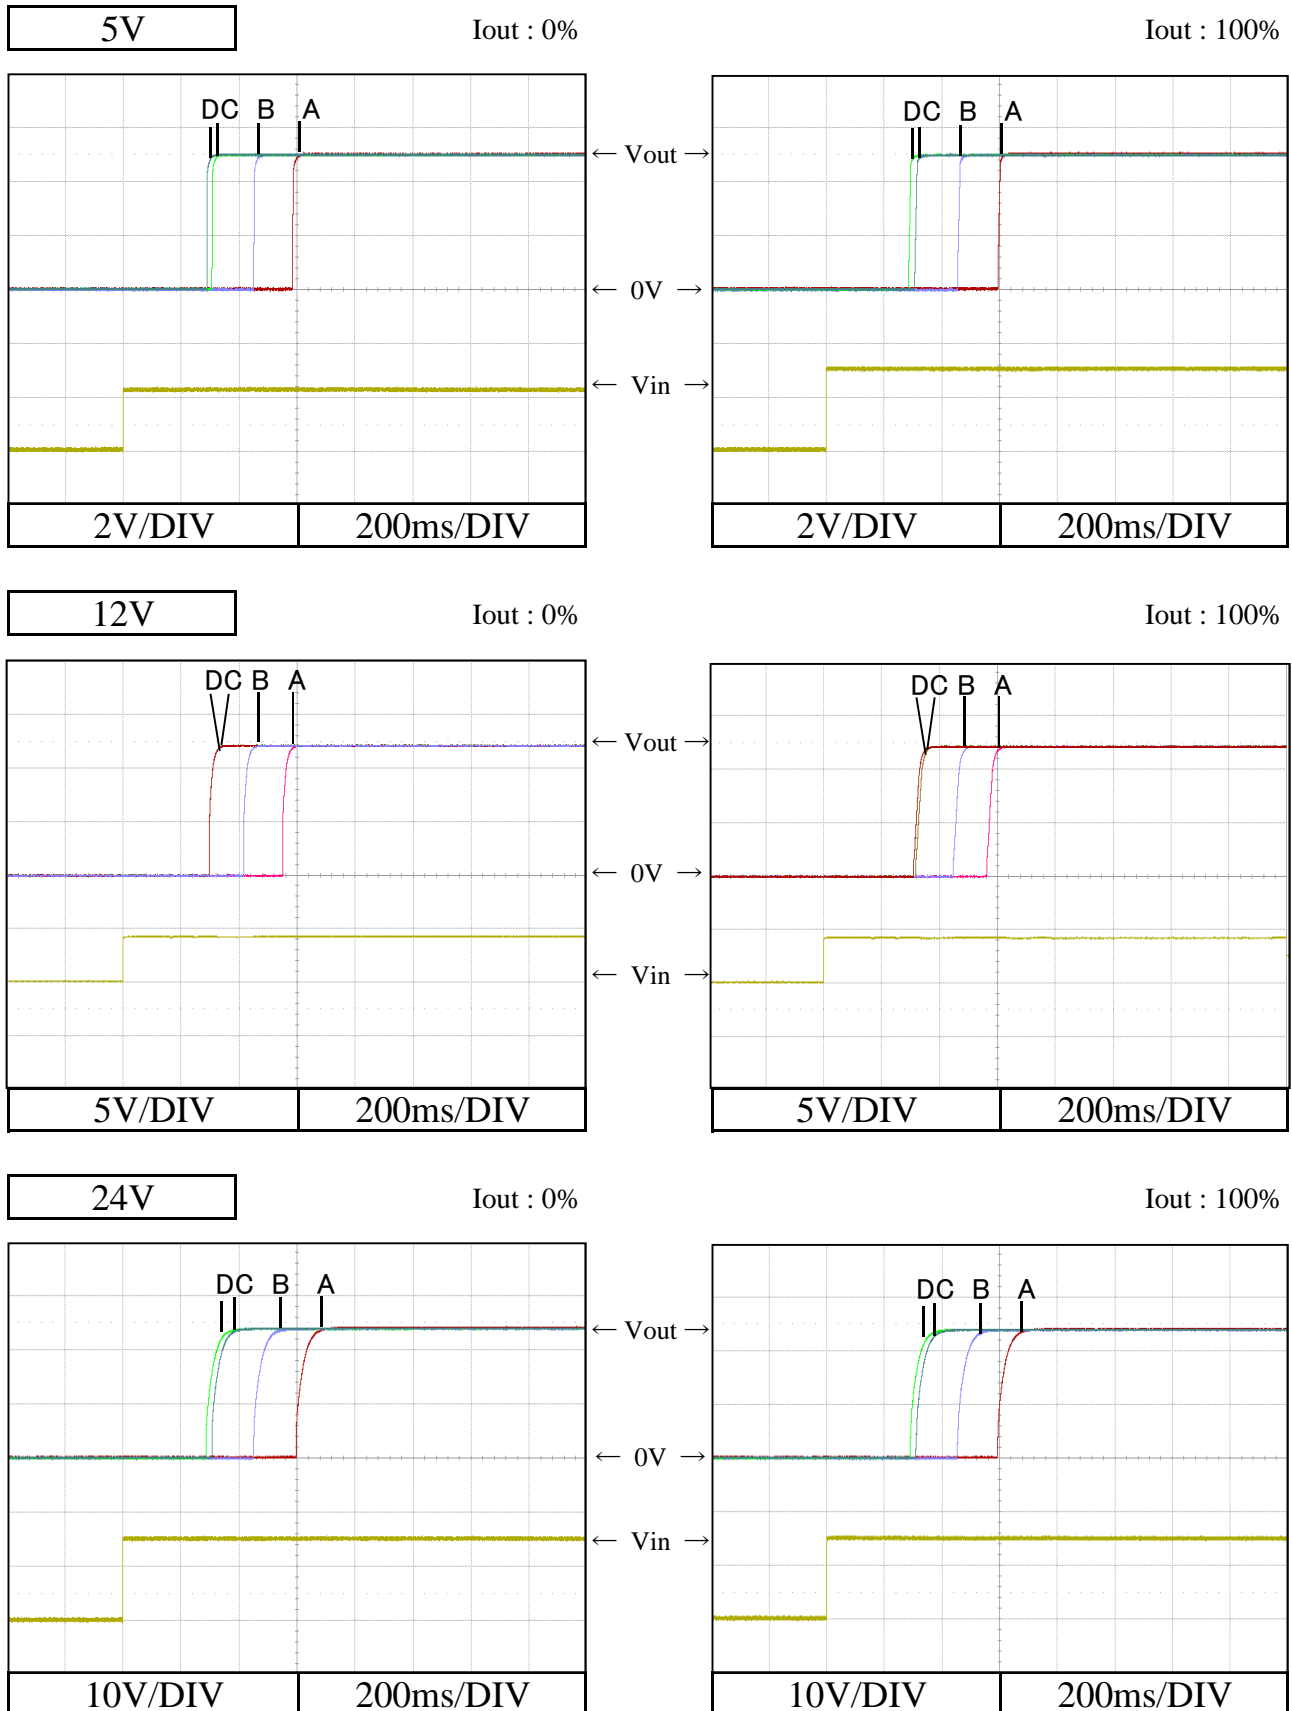 5V
Iout : 0%
Iout : 100%
DC B A
DC B A
← Vout →
← 0V →
← Vin →
2V/DIV 200ms/DIV
2V/DIV 200ms/DIV
12V
Iout : 0%
Iout : 100%
DC B A
DC B A
← Vout →
← 0V →
← Vin →
5V/DIV 200ms/DIV
5V/DIV 200ms/DIV
24V
Iout : 0%
Iout : 100%
DC B A
DC B A
← Vout →
← 0V →
← Vin →
10V/DIV 200ms/DIV
10V/DIV 200ms/DIV